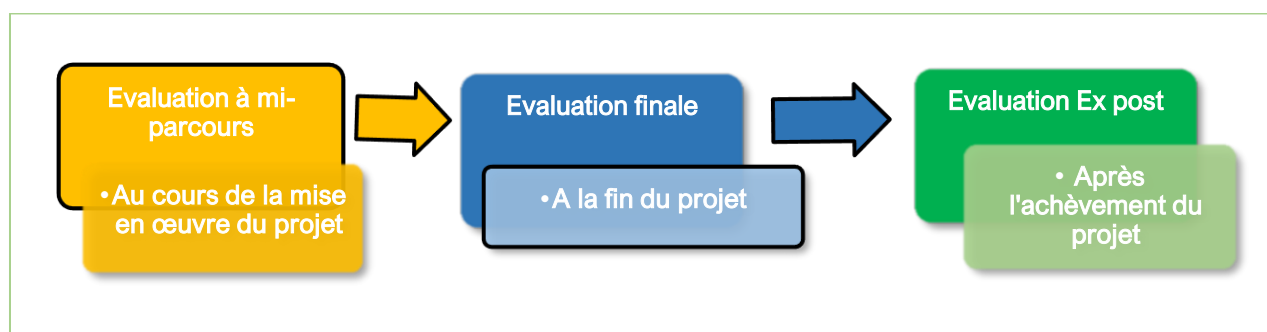 Evaluation à mi-
parcours
•Au cours de la mise
en œuvre du projet
Evaluation finale
•A la fin du projet
Evaluation Ex post
• Après
l'achèvement du
projet